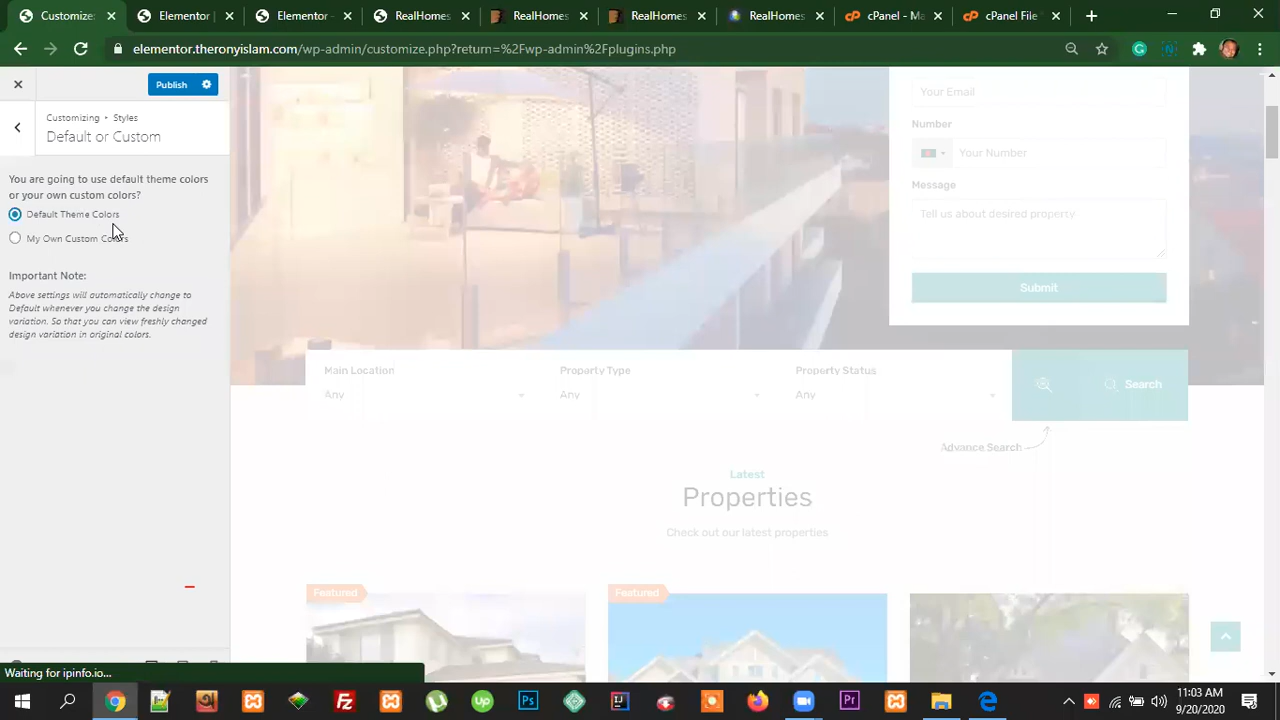 Customizi
Elementor
Elementor -
RealHomes
RealHomes
RealHomes
RealHomes
cPanel - Ma
cPanel File
elementor.theronyislam.com/wp-admin/customize.php?return=%2Fwp-admin%2Fplugins.php
Publish
Customizing • Styles
Default or Custom
You are going to use default theme colors
or your own custom colors?
Default Theme Colors
My Own Custom Colors
Important Note:
Above settings will automatically change to
Default whenever you change the design
variation. So that you can view freshly changed
design variation in original colors.
Your Email
Number
Your Number
Message
Tell us about desired property
Submit
Main Location
Any
Property Type
Any
Property Status
Any
Search
Advance Search
Latest
Properties
Check out our latest properties
Featured
Featured
Waiting for ipinfo.io...
11:03 AM
9/20/2020